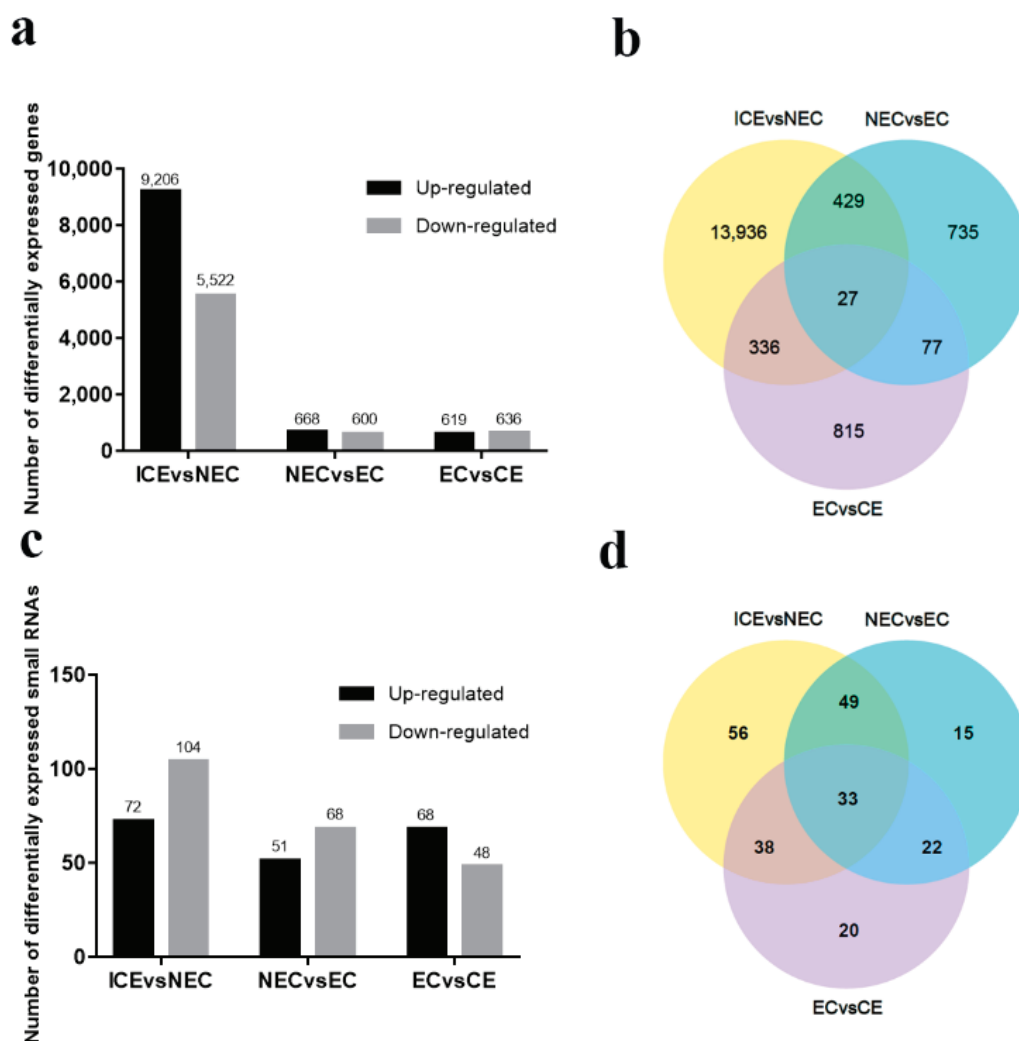 a
Number of differentially expressed genes
10,000
8,000
6,000
4,000
2,000
0
9,206
5,522
668
600
619
636
Up-regulated
Down-regulated
ICEvsNEC
NECvsEC
ECvsCE
b
ICEvsNEC
NECvsEC
429
13,936
735
27
336
77
815
ECvsCE
c
Number of differentially expressed small RNAs
150
100
50
0
72
104
51
68
68
48
Up-regulated
Down-regulated
ICEvsNEC
NECvsEC
ECvsCE
d
ICEvsNEC
NECvsEC
49
56
15
33
38
22
20
ECvsCE